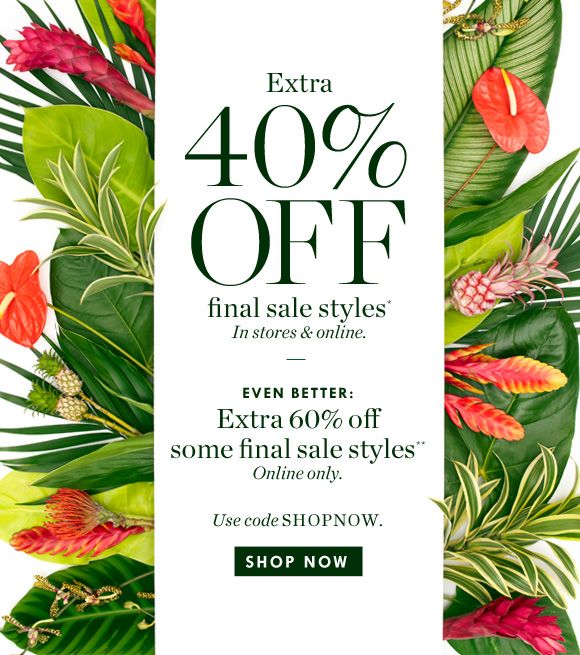 Extra
40%
OFF
final sale styles*
In stores & online.
—
EVEN BETTER:
Extra 60% off
some final sale styles**
Online only.
Use code SHOPNOW.
SHOP NOW